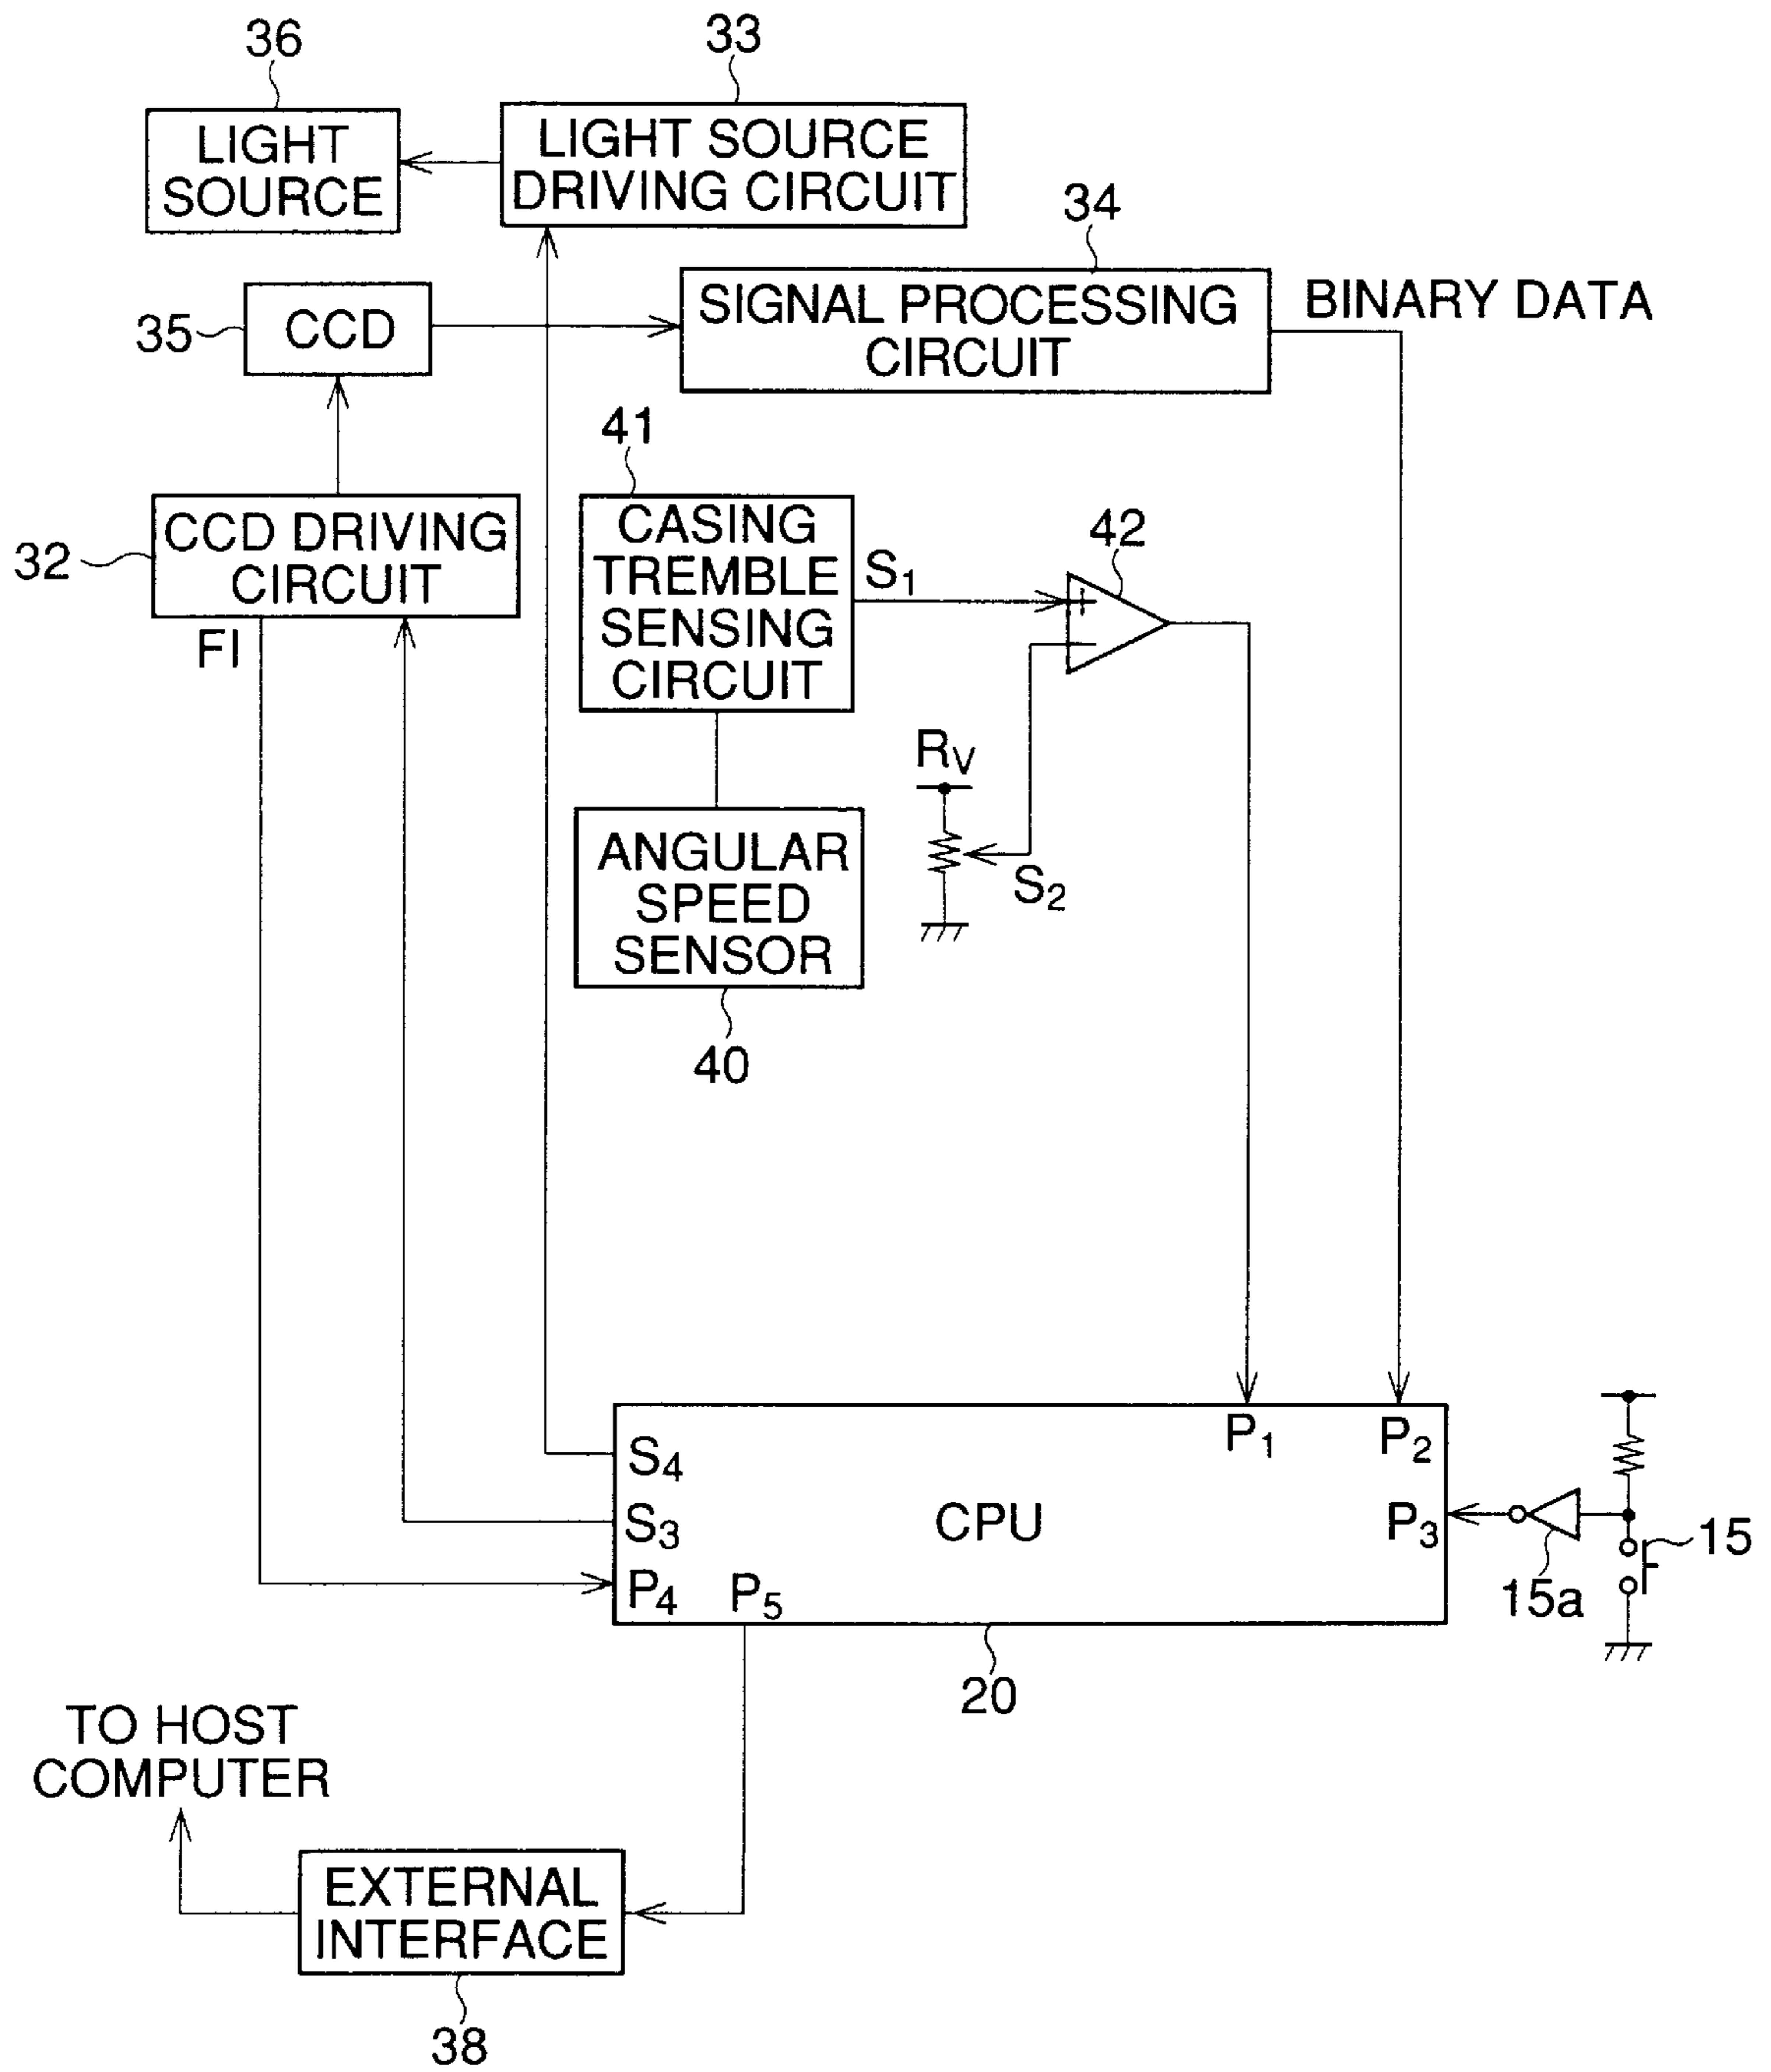 36
33
LIGHT
SOURCE
LIGHT SOURCE
DRIVING CIRCUIT
34
35
CCD
SIGNAL PROCESSING
CIRCUIT
BINARY DATA
41
32
CCD DRIVING
CIRCUIT
FI
CASING
TREMBLE
SENSING
CIRCUIT
S1
+
−
42
RV
S2
ANGULAR
SPEED
SENSOR
40
S4
S3
P4
P5
CPU
P1
P2
P3
15a
15
20
TO HOST
COMPUTER
EXTERNAL
INTERFACE
38